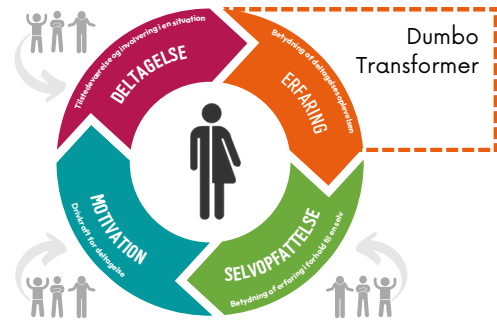 Dumbo
Transformer
Tilstedeværelse og involvering i en situation
DELTAGELSE
Betydning af deltagelsesoplevelsen
ERFARING
SELVOPFATTELSE
Betydning af erfaring i forhold til en selv
MOTIVATION
Drivkraft for deltagelse